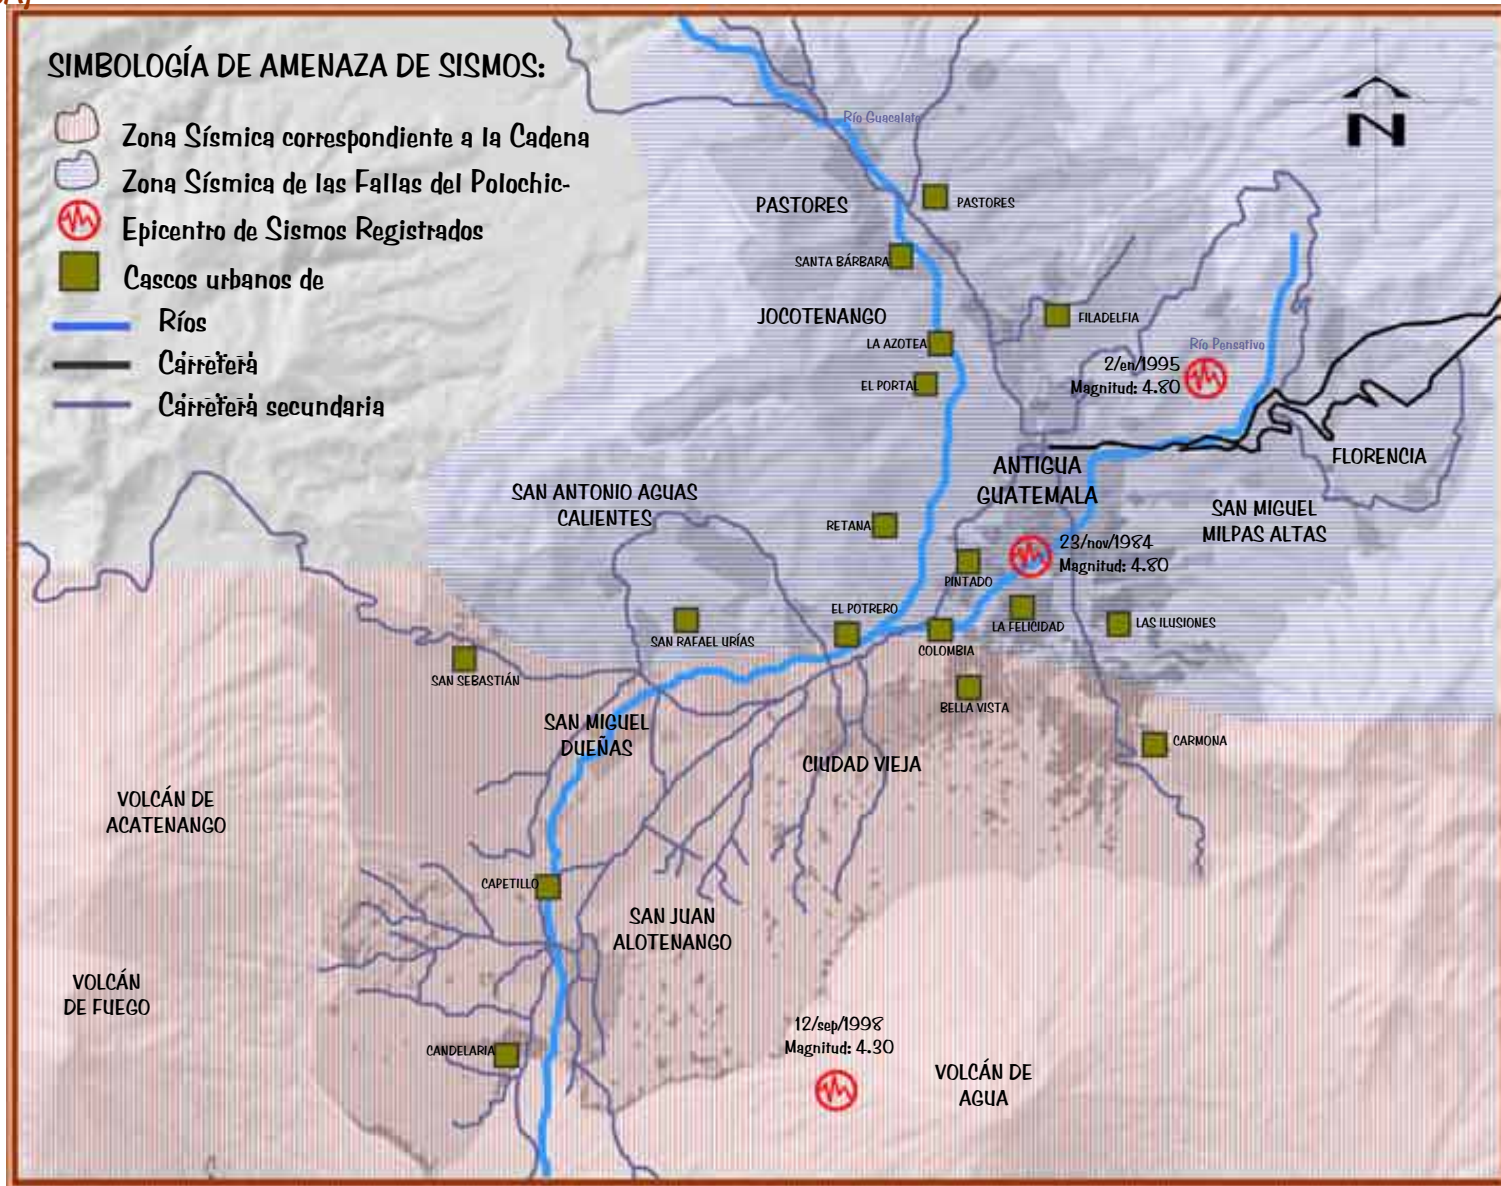 SIMBOLOGÍA DE AMENAZA DE SISMOS:
Zona Sísmica correspondiente a la Cadena
Zona Sísmica de las Fallas del Polochic-
Epicentro de Sismos Registrados
Cascos urbanos de
Ríos
Carretera
Carretera secundaria
Río Guacalate
N
PASTORES
PASTORES
SANTA BÁRBARA
JOCOTENANGO
FILADELFIA
LA AZOTEA
Río Pensativo
2/en/1995
Magnitud: 4.80
EL PORTAL
ANTIGUA
GUATEMALA
FLORENCIA
SAN ANTONIO AGUAS
CALIENTES
SAN MIGUEL
MILPAS ALTAS
RETANA
23/nov/1984
Magnitud: 4.80
PINTADO
EL POTRERO
LA FELICIDAD
LAS ILUSIONES
SAN RAFAEL URÍAS
COLOMBIA
SAN SEBASTIÁN
BELLA VISTA
SAN MIGUEL
DUEÑAS
CARMONA
CIUDAD VIEJA
VOLCÁN DE
ACATENANGO
CAPETILLO
SAN JUAN
ALOTENANGO
VOLCÁN
DE FUEGO
12/sep/1998
Magnitud: 4.30
CANDELARIA
VOLCÁN DE
AGUA